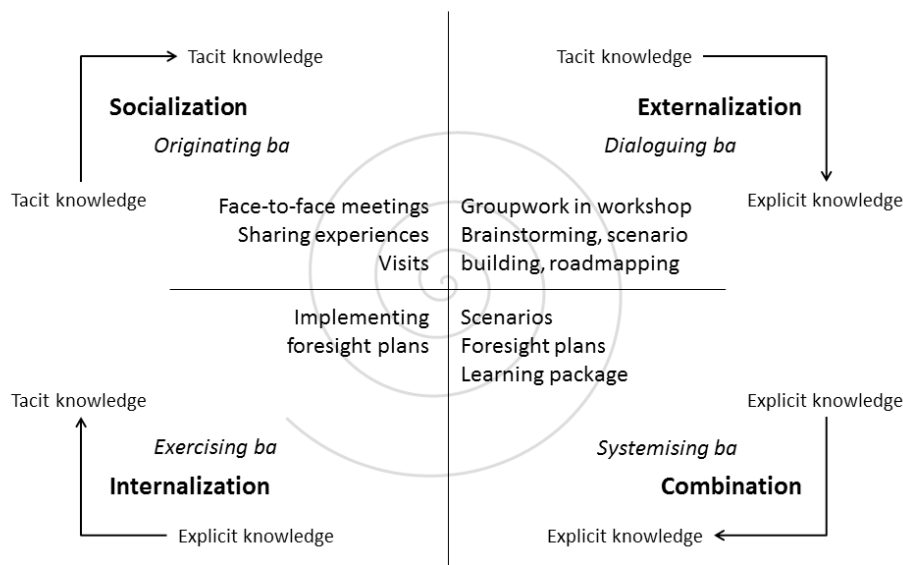 Tacit knowledge
Socialization
Originating ba
Tacit knowledge
Face-to-face meetings
Sharing experiences
Visits
Tacit knowledge
Externalization
Dialoguing ba
Explicit knowledge
Groupwork in workshop
Brainstorming, scenario
building, roadmapping
Implementing
foresight plans
Tacit knowledge
Exercising ba
Internalization
Explicit knowledge
Scenarios
Foresight plans
Learning package
Explicit knowledge
Systemising ba
Combination
Explicit knowledge